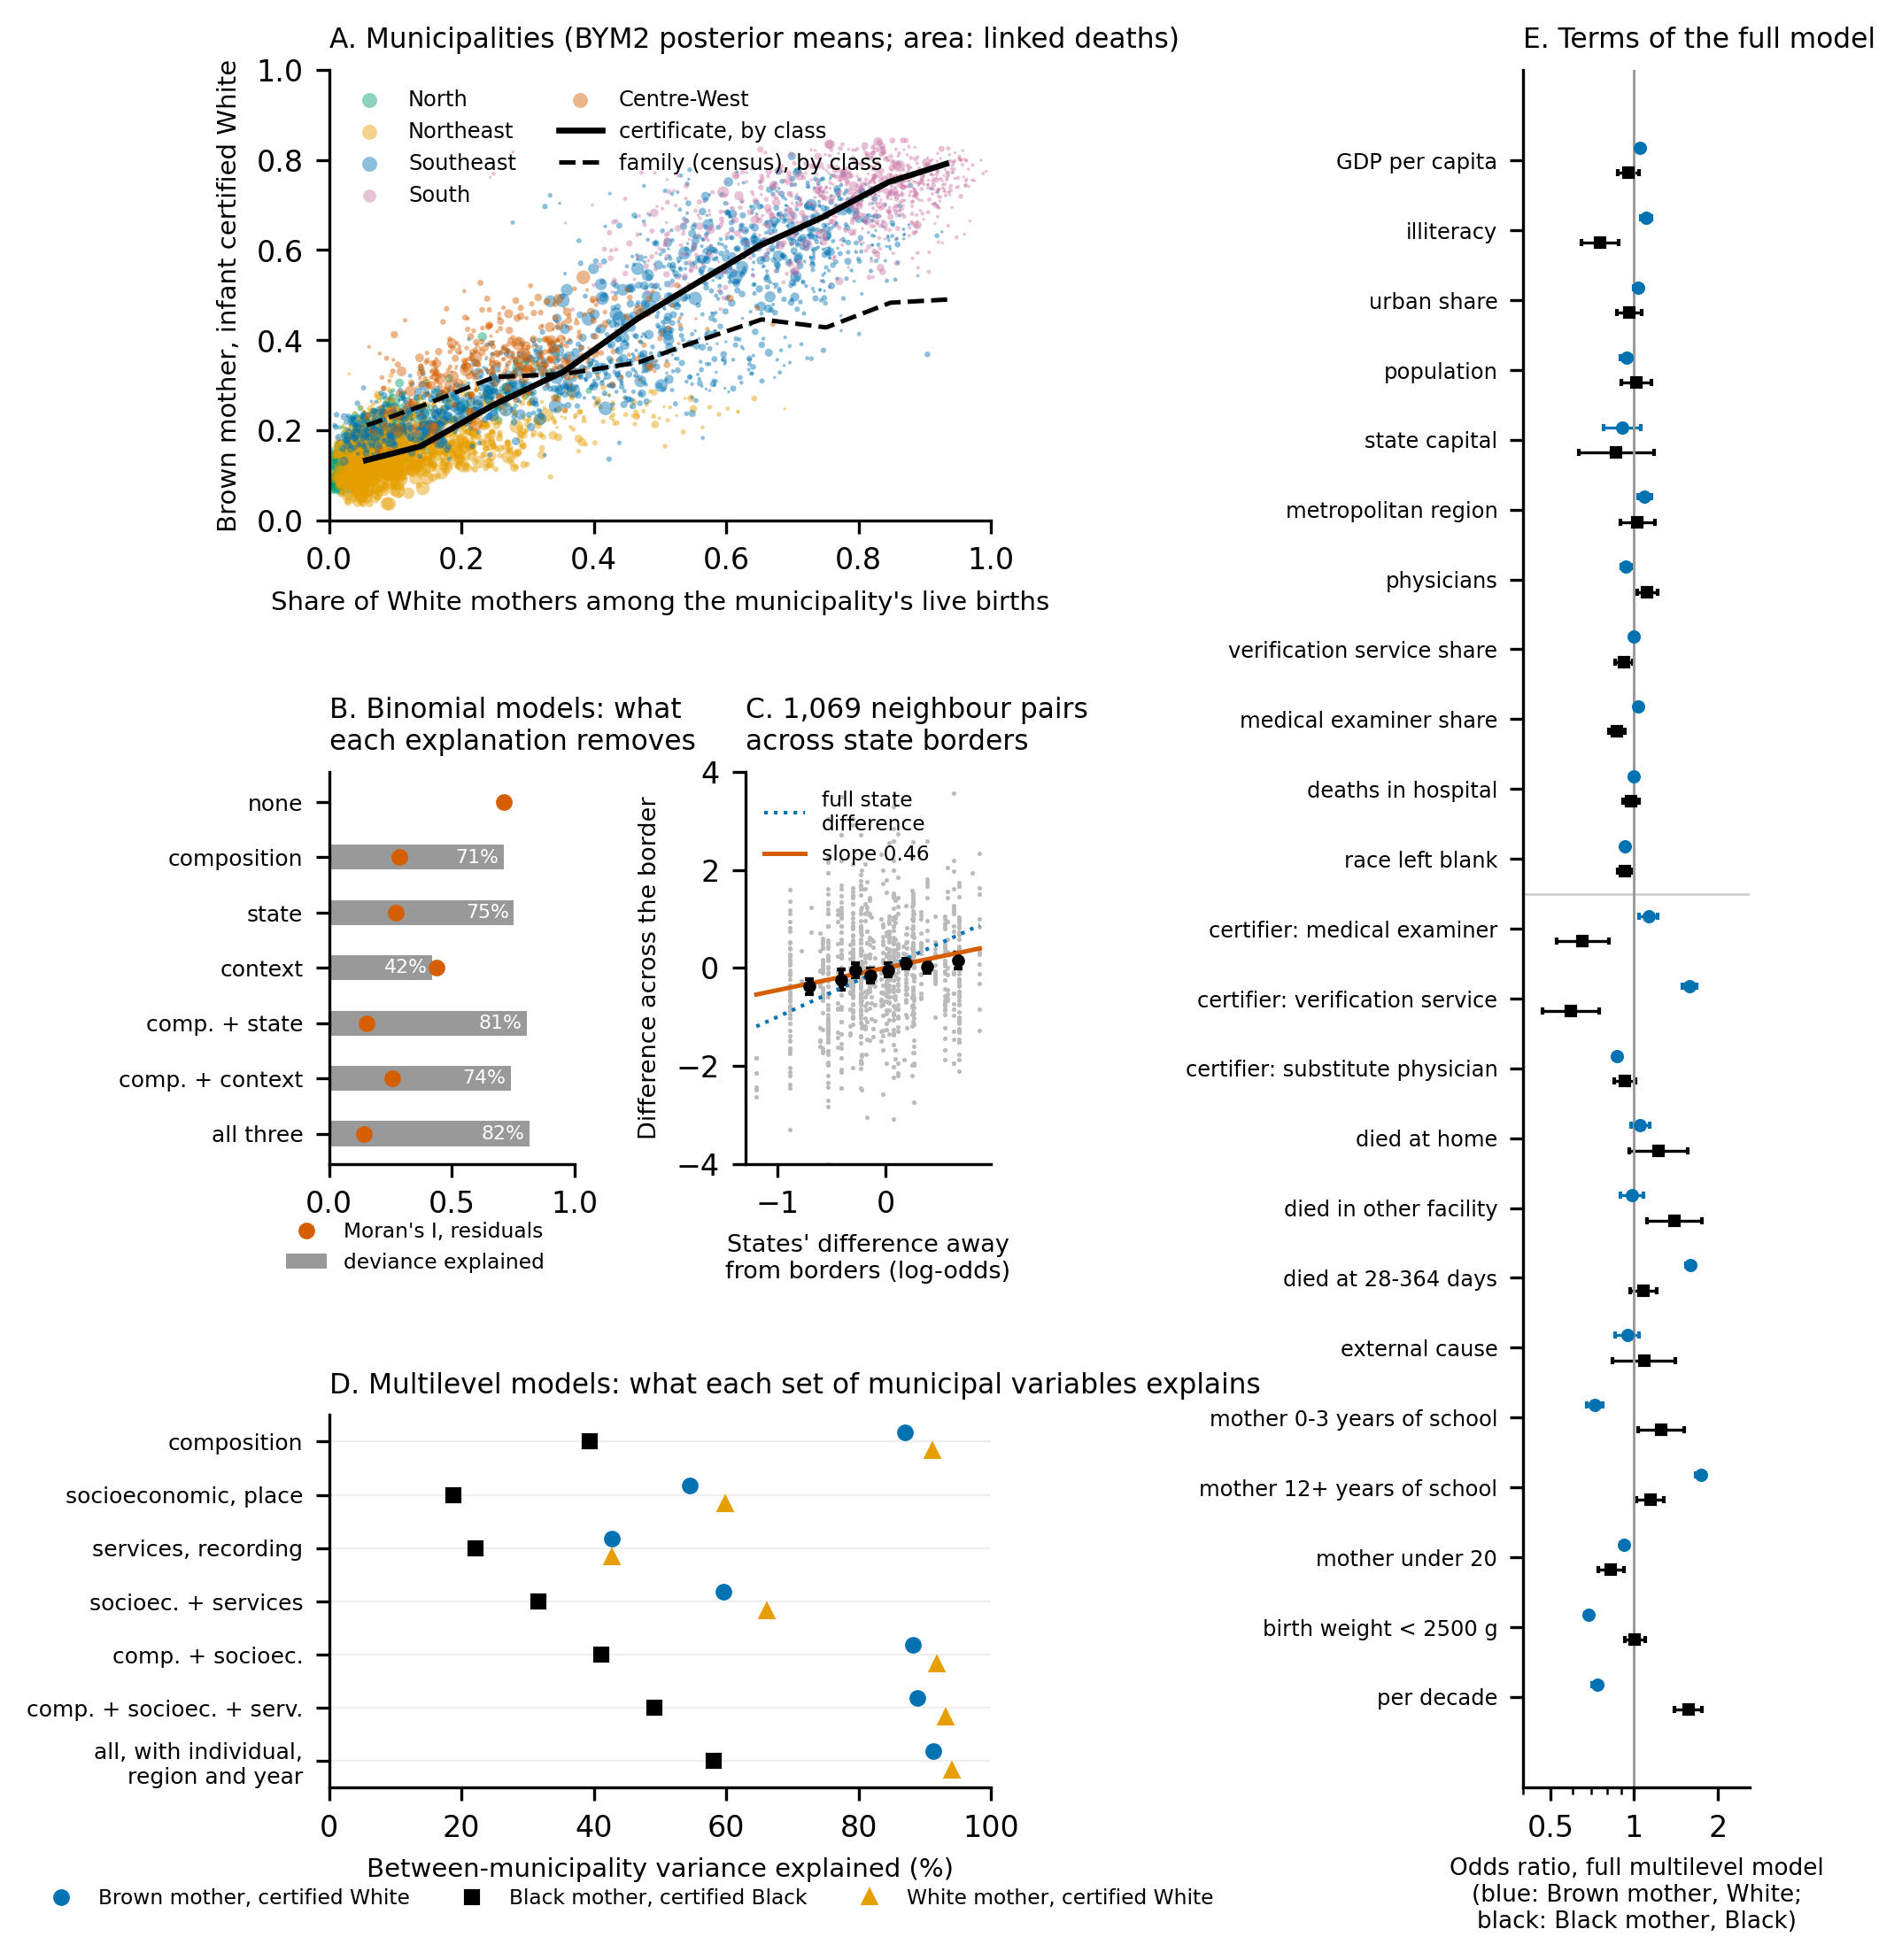 A. Municipalities (BYM2 posterior means; area: linked deaths)
Brown mother, infant certified White
1.0
0.8
0.6
0.4
0.2
0.0
North
Northeast
Southeast
South
Centre-West
certificate, by class
family (census), by class
0.0
0.2
0.4
0.6
0.8
1.0
Share of White mothers among the municipality's live births
B. Binomial models: what
each explanation removes
none
composition
71%
state
75%
context
42%
comp. + state
81%
comp. + context
74%
all three
82%
0.0
0.5
1.0
Moran's I, residuals
deviance explained
C. 1,069 neighbour pairs
across state borders
Difference across the border
4
2
0
−2
−4
full state
difference
slope 0.46
−1
0
States' difference away
from borders (log-odds)
D. Multilevel models: what each set of municipal variables explains
composition
socioeconomic, place
services, recording
socioec. + services
comp. + socioec.
comp. + socioec. + serv.
all, with individual,
region and year
0
20
40
60
80
100
Between-municipality variance explained (%)
Brown mother, certified White
Black mother, certified Black
White mother, certified White
E. Terms of the full model
GDP per capita
illiteracy
urban share
population
state capital
metropolitan region
physicians
verification service share
medical examiner share
deaths in hospital
race left blank
certifier: medical examiner
certifier: verification service
certifier: substitute physician
died at home
died in other facility
died at 28-364 days
external cause
mother 0-3 years of school
mother 12+ years of school
mother under 20
birth weight < 2500 g
per decade
0.5
1
2
Odds ratio, full multilevel model
(blue: Brown mother, White;
black: Black mother, Black)